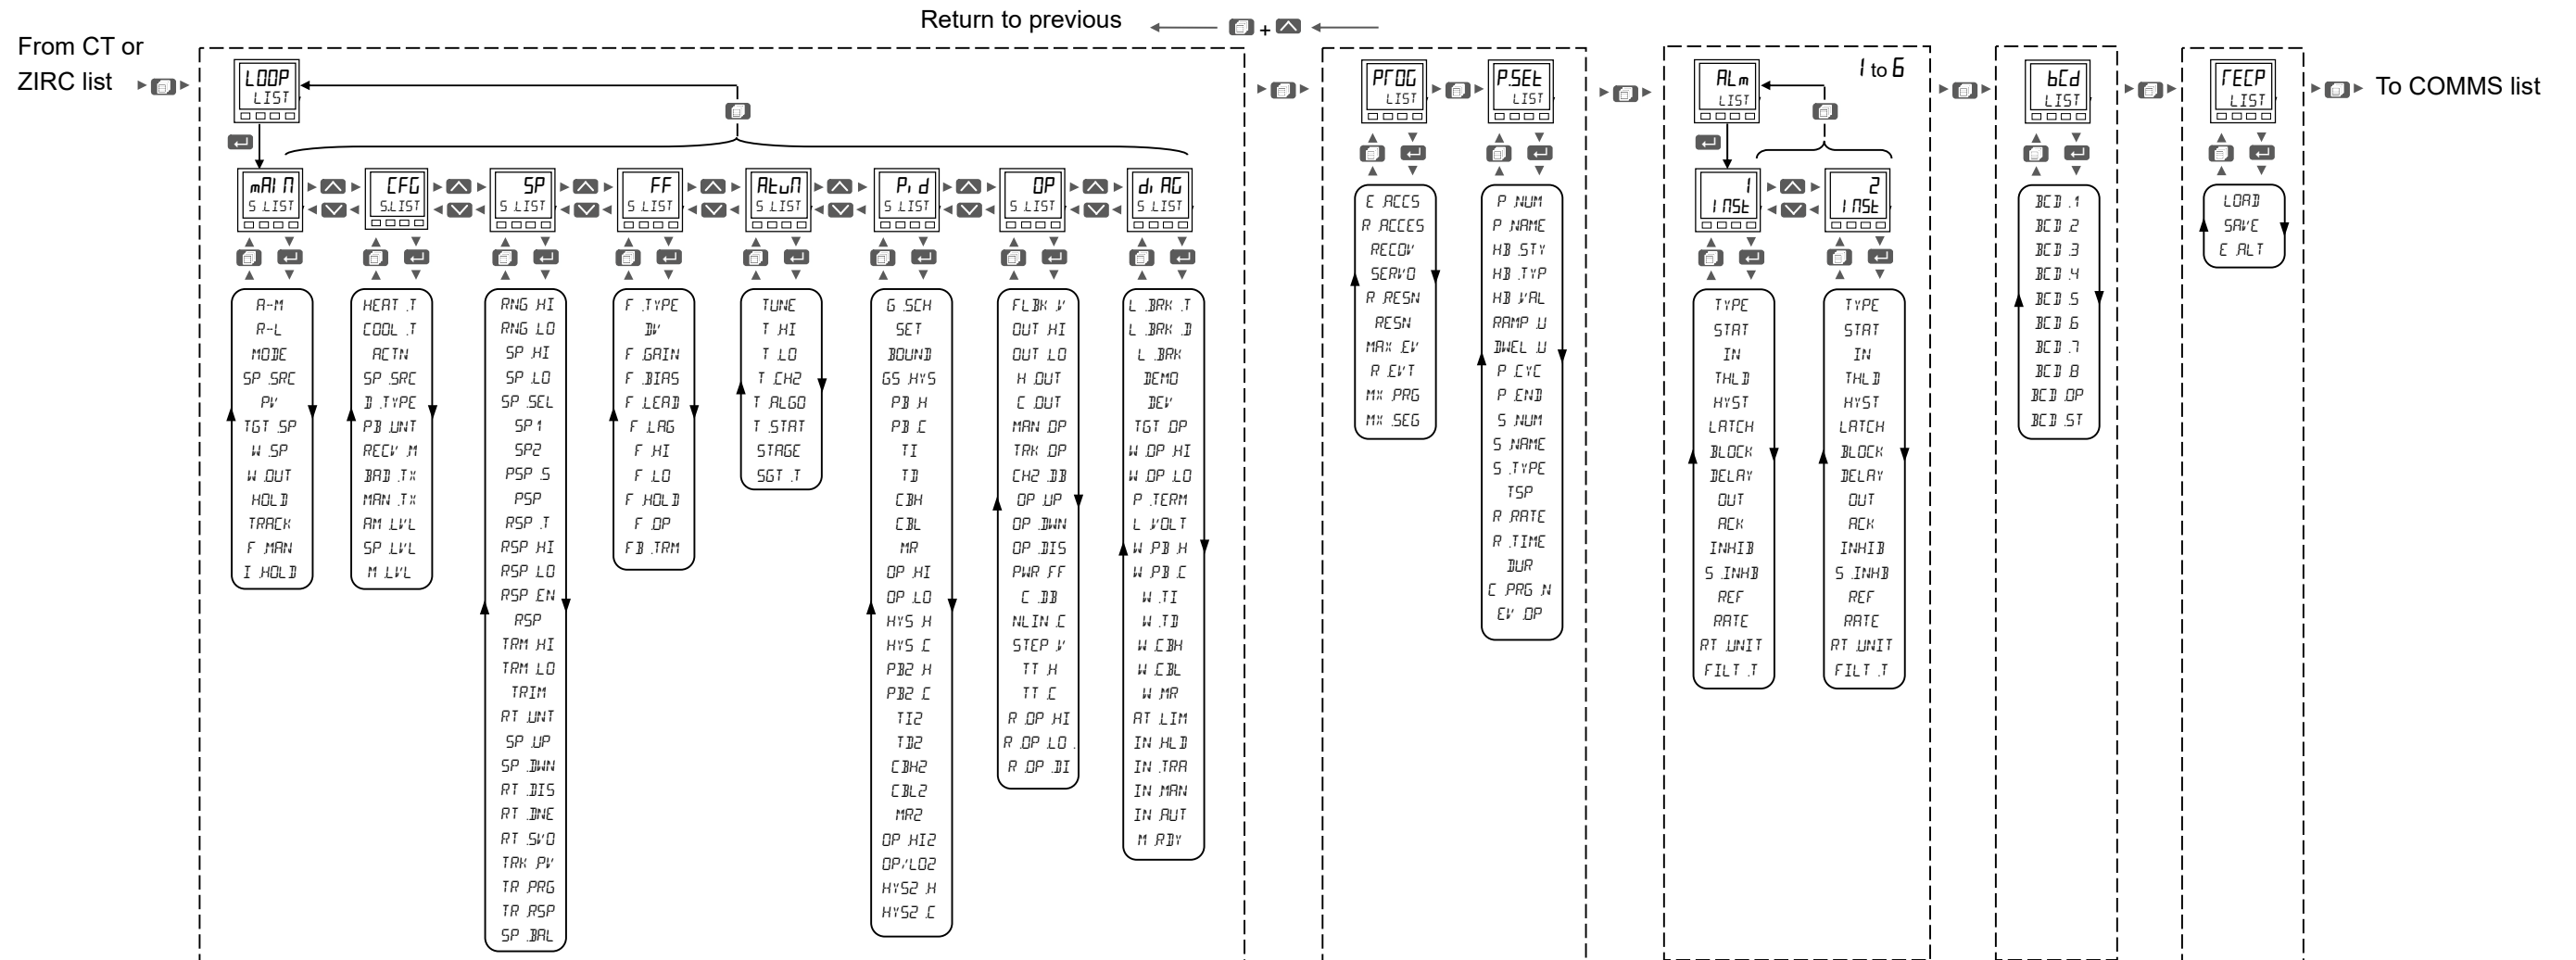 Return to previous
+
From CT or
ZIRC list
LOOP
LIST
mAIn
S.LIST
A-M
R-L
MODE
SP.SRC
PV
TGT.SP
W.SP
W.OUT
HOLD
TRACK
F.MAN
I.HOLD
CFG
S.LIST
HEAT.T
COOL.T
ACTN
SP.SRC
D.TYPE
PB.UNT
RECV.M
BAD.TX
MAN.TX
AM.LVL
SP.LVL
M.LVL
SP
S.LIST
RNG.HI
RNG.LO
SP.HI
SP.LO
SP.SEL
SP1
SP2
PSP.S
PSP
RSP.T
RSP.HI
RSP.LO
RSP.EN
RSP
TRM.HI
TRM.LO
TRIM
RT.UNT
SP.UP
SP.DWN
RT.DIS
RT.DNE
RT.SVO
TRK.PV
TR.PRG
TR.RSP
SP.BAL
FF
S.LIST
F.TYPE
DV
F.GAIN
F.BIAS
F.LEAD
F.LAG
F.HI
F.LO
F.HOLD
F.OP
FB.TRM
Atun
S.LIST
TUNE
T.HI
T.LO
T.CH2
T.ALGO
T.STAT
STAGE
SGT.T
Pid
S.LIST
G.SCH
SET
BOUND
GS.HYS
PB.H
PB.C
TI
TD
CBH
CBL
MR
OP.HI
OP.LO
HYS.H
HYS.C
PB2.H
PB2.C
TI2
TD2
CBH2
CBL2
MR2
OP.HI2
OP/LO2
HYS2.H
HYS2.C
OP
S.LIST
FLBK.V
OUT.HI
OUT.LO
H.OUT
C.OUT
MAN.OP
TRK.OP
CH2.DB
OP.UP
OP.DWN
OP.DIS
PWR.FF
C.DB
NLIN.C
STEP.V
TT.H
TT.C
R.OP.HI
R.OP.LO.
R.OP.DI
diAG
S.LIST
L.BRK.T
L.BRK.D
L.BRK
DEMO
DEV
TGT.OP
W.OP.HI
W.OP.LO
P.TERM
L.VOLT
W.PB.H
W.PB.C
W.TI
W.TD
W.CBH
W.CBL
W.MR
AT.LIM
IN.HLD
IN.TRA
IN.MAN
IN.AUT
M.RDY
ProG
LIST
E.ACCS
R.ACCES
RECOV
SERVO
R.RESN
RESN
MAX.EV
R.EVT
MX.PRG
MX.SEG
P.SEt
LIST
P.NUM
P.NAME
HB.STY
HB.TYP
HB.VAL
RAMP.U
DWEL.U
P.CYC
P.END
S.NUM
S.NAME
S.TYPE
TSP
R.RATE
R.TIME
DUR
C.PRG.N
EV.OP
1 to 6
ALm
LIST
1
InSt
TYPE
STAT
IN
THLD
HYST
LATCH
BLOCK
DELAY
OUT
ACK
INHIB
S.INHB
REF
RATE
RT.UNIT
FILT.T
2
InSt
TYPE
STAT
IN
THLD
HYST
LATCH
BLOCK
DELAY
OUT
ACK
INHIB
S.INHB
REF
RATE
RT.UNIT
FILT.T
bCd
LIST
BCD.1
BCD.2
BCD.3
BCD.4
BCD.5
BCD.6
BCD.7
BCD.8
BCD.OP
BCD.ST
rECP
LIST
LOAD
SAVE
E.ALT
To COMMS list